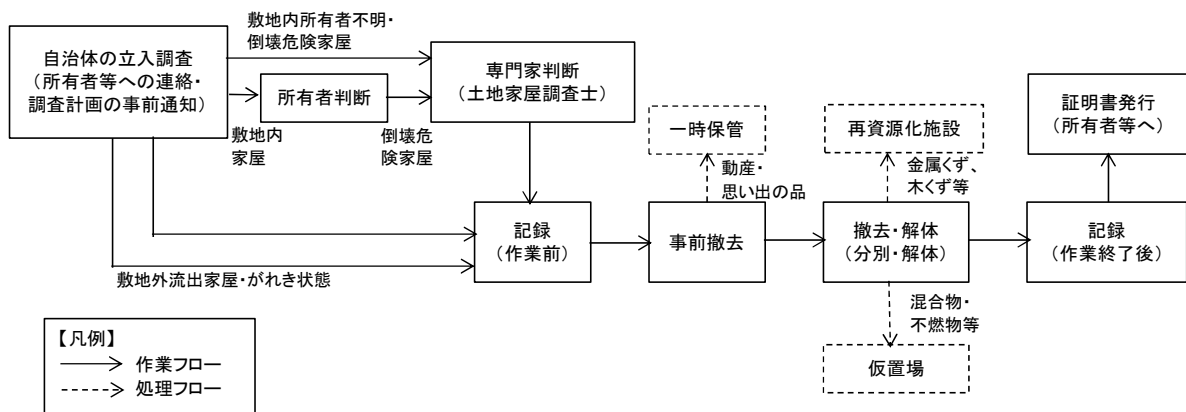 自治体の立入調査
（所有者等への連絡・
調査計画の事前通知）
敷地内所有者不明・
倒壊危険家屋
所有者判断
敷地内
家屋
倒壊危
険家屋
専門家判断
（土地家屋調査士）
敷地外流出家屋・がれき状態
記録
（作業前）
事前撤去
動産・
思い出の品
一時保管
撤去・解体
（分別・解体）
金属くず、
木くず等
再資源化施設
混合物・
不燃物等
仮置場
記録
（作業終了後）
証明書発行
（所有者等へ）
【凡例】
作業フロー
処理フロー